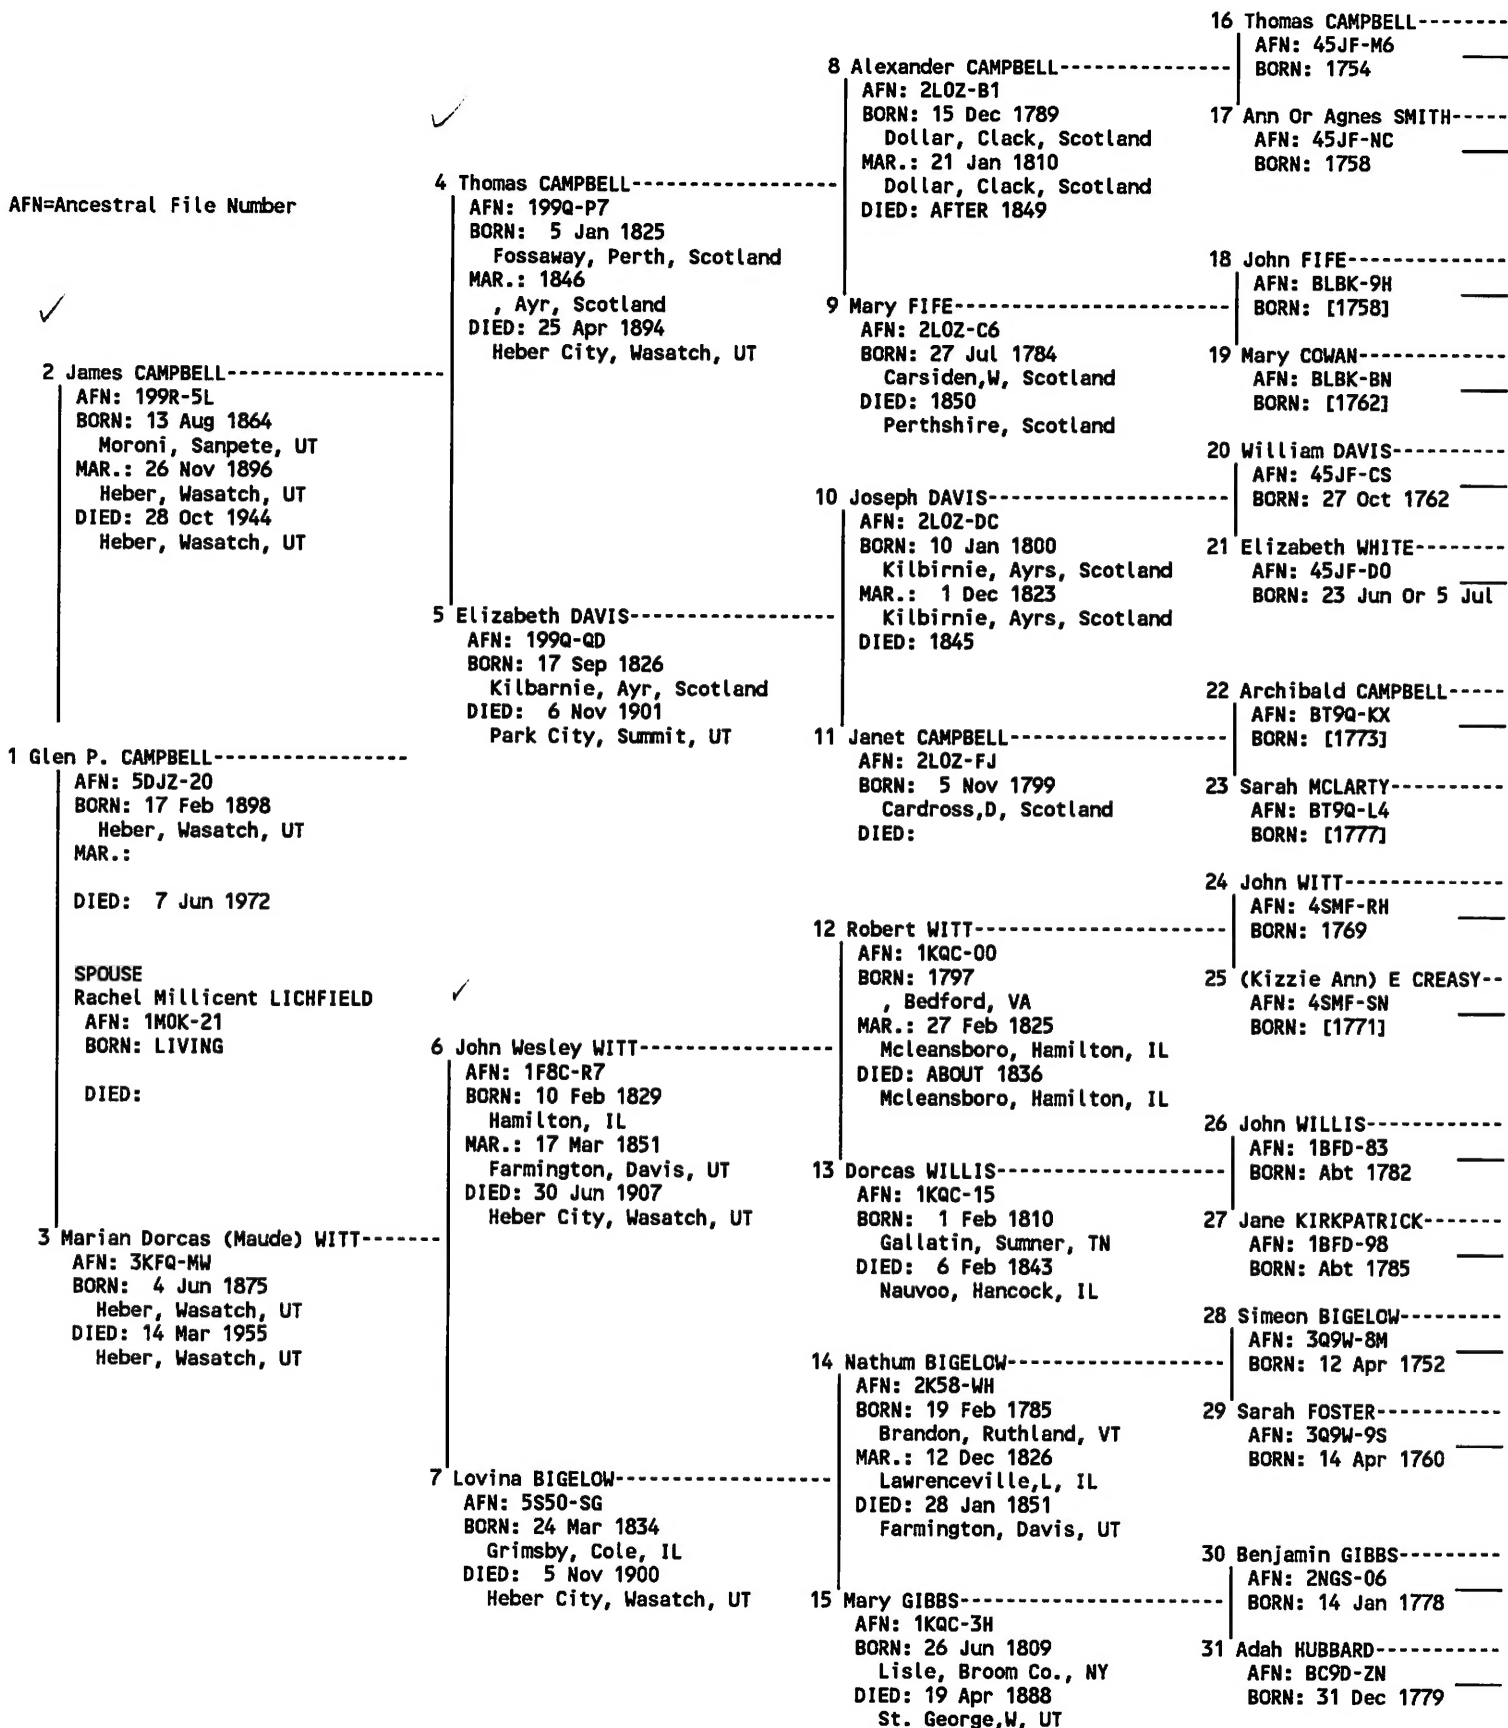 AFN=Ancestral File Number
1 Glen P. CAMPBELL----------------
AFN: 5DJZ-20
BORN: 17 Feb 1898
Heber, Wasatch, UT
MAR.:
DIED: 7 Jun 1972
SPOUSE
Rachel Millicent LICHFIELD
AFN: 1M0K-21
BORN: LIVING
DIED:
2 James CAMPBELL------------------
AFN: 199R-5L
BORN: 13 Aug 1864
Moroni, Sanpete, UT
MAR.: 26 Nov 1896
Heber, Wasatch, UT
DIED: 28 Oct 1944
Heber, Wasatch, UT
3 Marian Dorcas (Maude) WITT-------
AFN: 3KFQ-MW
BORN: 4 Jun 1875
Heber, Wasatch, UT
DIED: 14 Mar 1955
Heber, Wasatch, UT
4 Thomas CAMPBELL-----------------
AFN: 199Q-P7
BORN: 5 Jan 1825
Fossaway, Perth, Scotland
MAR.: 1846
, Ayr, Scotland
DIED: 25 Apr 1894
Heber City, Wasatch, UT
5 Elizabeth DAVIS-----------------
AFN: 199Q-QD
BORN: 17 Sep 1826
Kilbarnie, Ayr, Scotland
DIED: 6 Nov 1901
Park City, Summit, UT
6 John Wesley WITT----------------
AFN: 1F8C-R7
BORN: 10 Feb 1829
Hamilton, IL
MAR.: 17 Mar 1851
Farmington, Davis, UT
DIED: 30 Jun 1907
Heber City, Wasatch, UT
7 Lovina BIGELOW------------------
AFN: 5S50-SG
BORN: 24 Mar 1834
Grimsby, Cole, IL
DIED: 5 Nov 1900
Heber City, Wasatch, UT
8 Alexander CAMPBELL--------------
AFN: 2L0Z-B1
BORN: 15 Dec 1789
Dollar, Clack, Scotland
MAR.: 21 Jan 1810
Dollar, Clack, Scotland
DIED: AFTER 1849
9 Mary FIFE-----------------------
AFN: 2L0Z-C6
BORN: 27 Jul 1784
Carsiden,W, Scotland
DIED: 1850
Perthshire, Scotland
10 Joseph DAVIS--------------------
AFN: 2L0Z-DC
BORN: 10 Jan 1800
Kilbirnie, Ayrs, Scotland
MAR.: 1 Dec 1823
Kilbirnie, Ayrs, Scotland
DIED: 1845
11 Janet CAMPBELL------------------
AFN: 2L0Z-FJ
BORN: 5 Nov 1799
Cardross,D, Scotland
DIED:
12 Robert WITT---------------------
AFN: 1KQC-00
BORN: 1797
, Bedford, VA
MAR.: 27 Feb 1825
Mcleansboro, Hamilton, IL
DIED: ABOUT 1836
Mcleansboro, Hamilton, IL
13 Dorcas WILLIS-------------------
AFN: 1KQC-15
BORN: 1 Feb 1810
Gallatin, Sumner, TN
DIED: 6 Feb 1843
Nauvoo, Hancock, IL
14 Nathum BIGELOW------------------
AFN: 2K58-WH
BORN: 19 Feb 1785
Brandon, Ruthland, VT
MAR.: 12 Dec 1826
Lawrenceville,L, IL
DIED: 28 Jan 1851
Farmington, Davis, UT
15 Mary GIBBS----------------------
AFN: 1KQC-3H
BORN: 26 Jun 1809
Lisle, Broom Co., NY
DIED: 19 Apr 1888
St. George,W, UT
16 Thomas CAMPBELL--------
AFN: 45JF-M6
BORN: 1754
17 Ann Or Agnes SMITH-----
AFN: 45JF-NC
BORN: 1758
18 John FIFE--------------
AFN: BLBK-9H
BORN: [1758]
19 Mary COWAN-------------
AFN: BLBK-BN
BORN: [1762]
20 William DAVIS----------
AFN: 45JF-CS
BORN: 27 Oct 1762
21 Elizabeth WHITE--------
AFN: 45JF-D0
BORN: 23 Jun Or 5 Jul
22 Archibald CAMPBELL-----
AFN: BT9Q-KX
BORN: [1773]
23 Sarah MCLARTY----------
AFN: BT9Q-L4
BORN: [1777]
24 John WITT--------------
AFN: 4SMF-RH
BORN: 1769
25 (Kizzie Ann) E CREASY--
AFN: 4SMF-SN
BORN: [1771]
26 John WILLIS------------
AFN: 1BFD-83
BORN: Abt 1782
27 Jane KIRKPATRICK-------
AFN: 1BFD-98
BORN: Abt 1785
28 Simeon BIGELOW---------
AFN: 3Q9W-8M
BORN: 12 Apr 1752
29 Sarah FOSTER-----------
AFN: 3Q9W-9S
BORN: 14 Apr 1760
30 Benjamin GIBBS---------
AFN: 2NGS-06
BORN: 14 Jan 1778
31 Adah HUBBARD-----------
AFN: BC9D-ZN
BORN: 31 Dec 1779